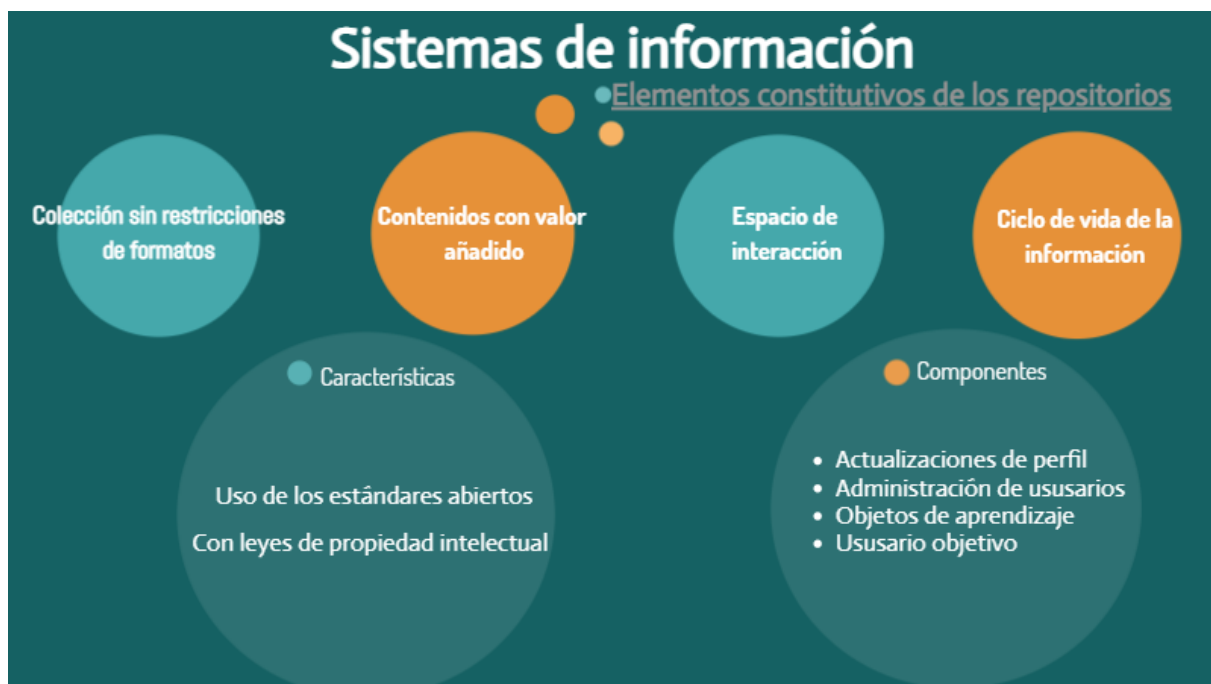 Sistemas de información
Elementos constitutivos de los repositorios
Colección sin restricciones
de formatos
Contenidos con valor
añadido
Espacio de
interacción
Ciclo de vida de la
información
Características
Uso de los estándares abiertos
Con leyes de propiedad intelectual
Componentes
• Actualizaciones de perfil
• Administración de ususarios
• Objetos de aprendizaje
• Ususario objetivo